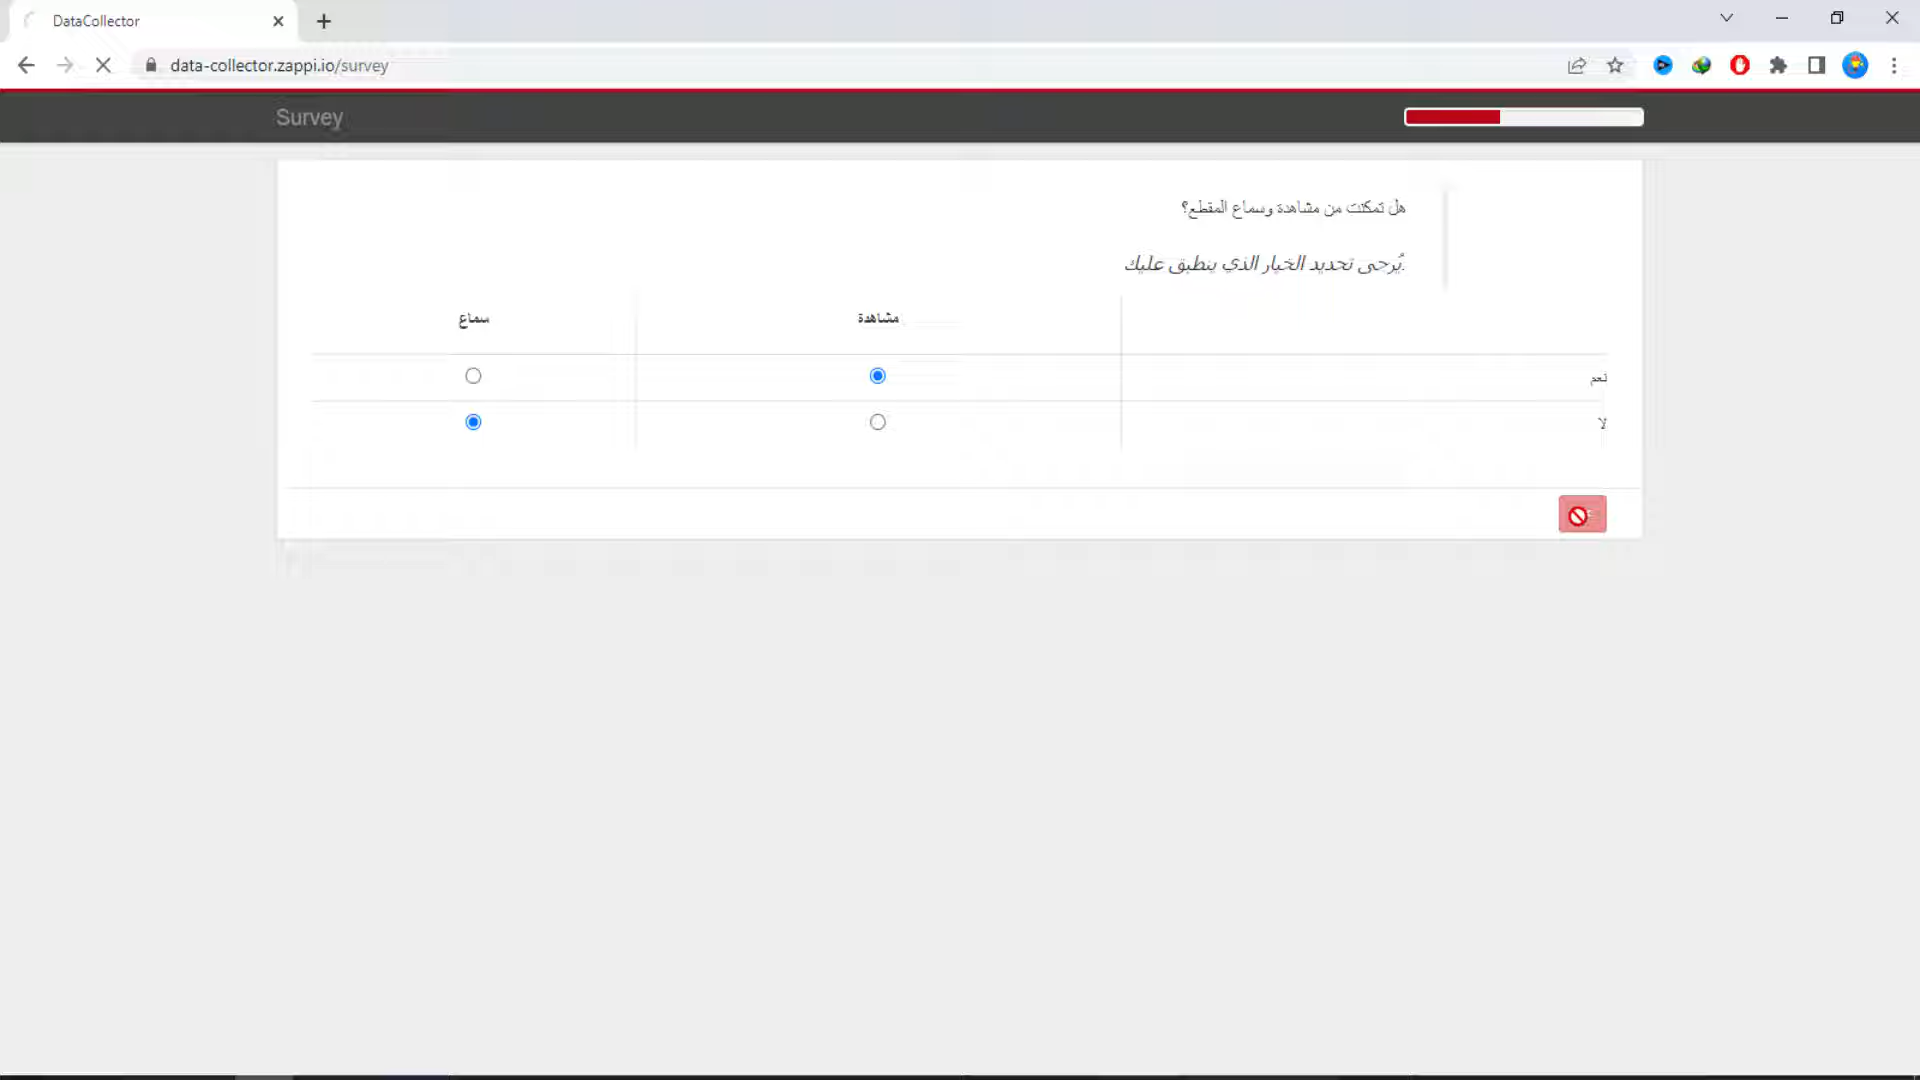 DataCollector
data-collector.zappi.io/survey
Survey
هل تمكنت من مشاهدة وسماع المقطع؟
يُرجى تحديد الخيار الذي ينطبق عليك.
مشاهدة سماع
نعم
لا